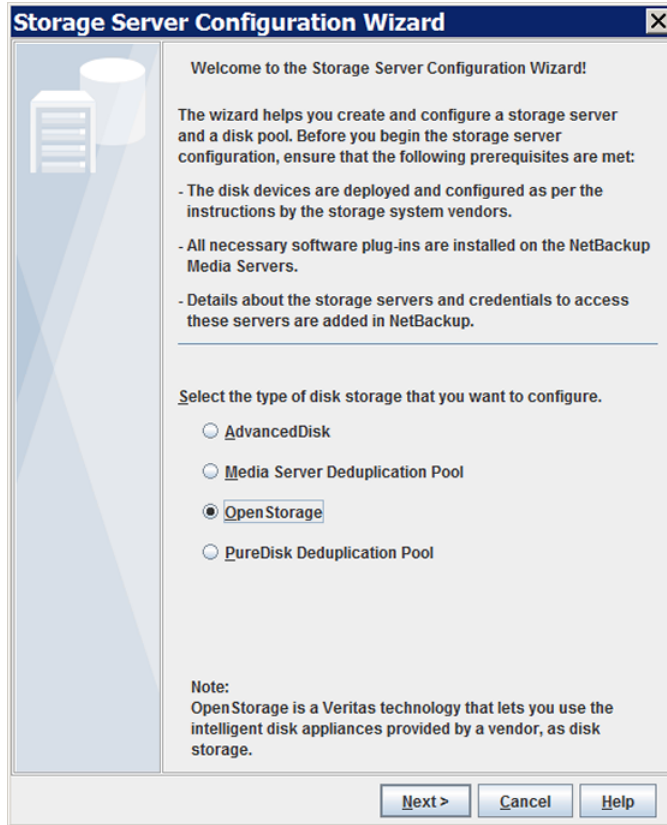 Storage Server Configuration Wizard
Welcome to the Storage Server Configuration Wizard!
The wizard helps you create and configure a storage server
and a disk pool. Before you begin the storage server
configuration, ensure that the following prerequisites are met:
- The disk devices are deployed and configured as per the
instructions by the storage system vendors.
- All necessary software plug-ins are installed on the NetBackup
Media Servers.
- Details about the storage servers and credentials to access
these servers are added in NetBackup.
Select the type of disk storage that you want to configure.
AdvancedDisk
Media Server Deduplication Pool
OpenStorage
PureDisk Deduplication Pool
Note:
OpenStorage is a Veritas technology that lets you use the
intelligent disk appliances provided by a vendor, as disk
storage.
Next >
Cancel
Help